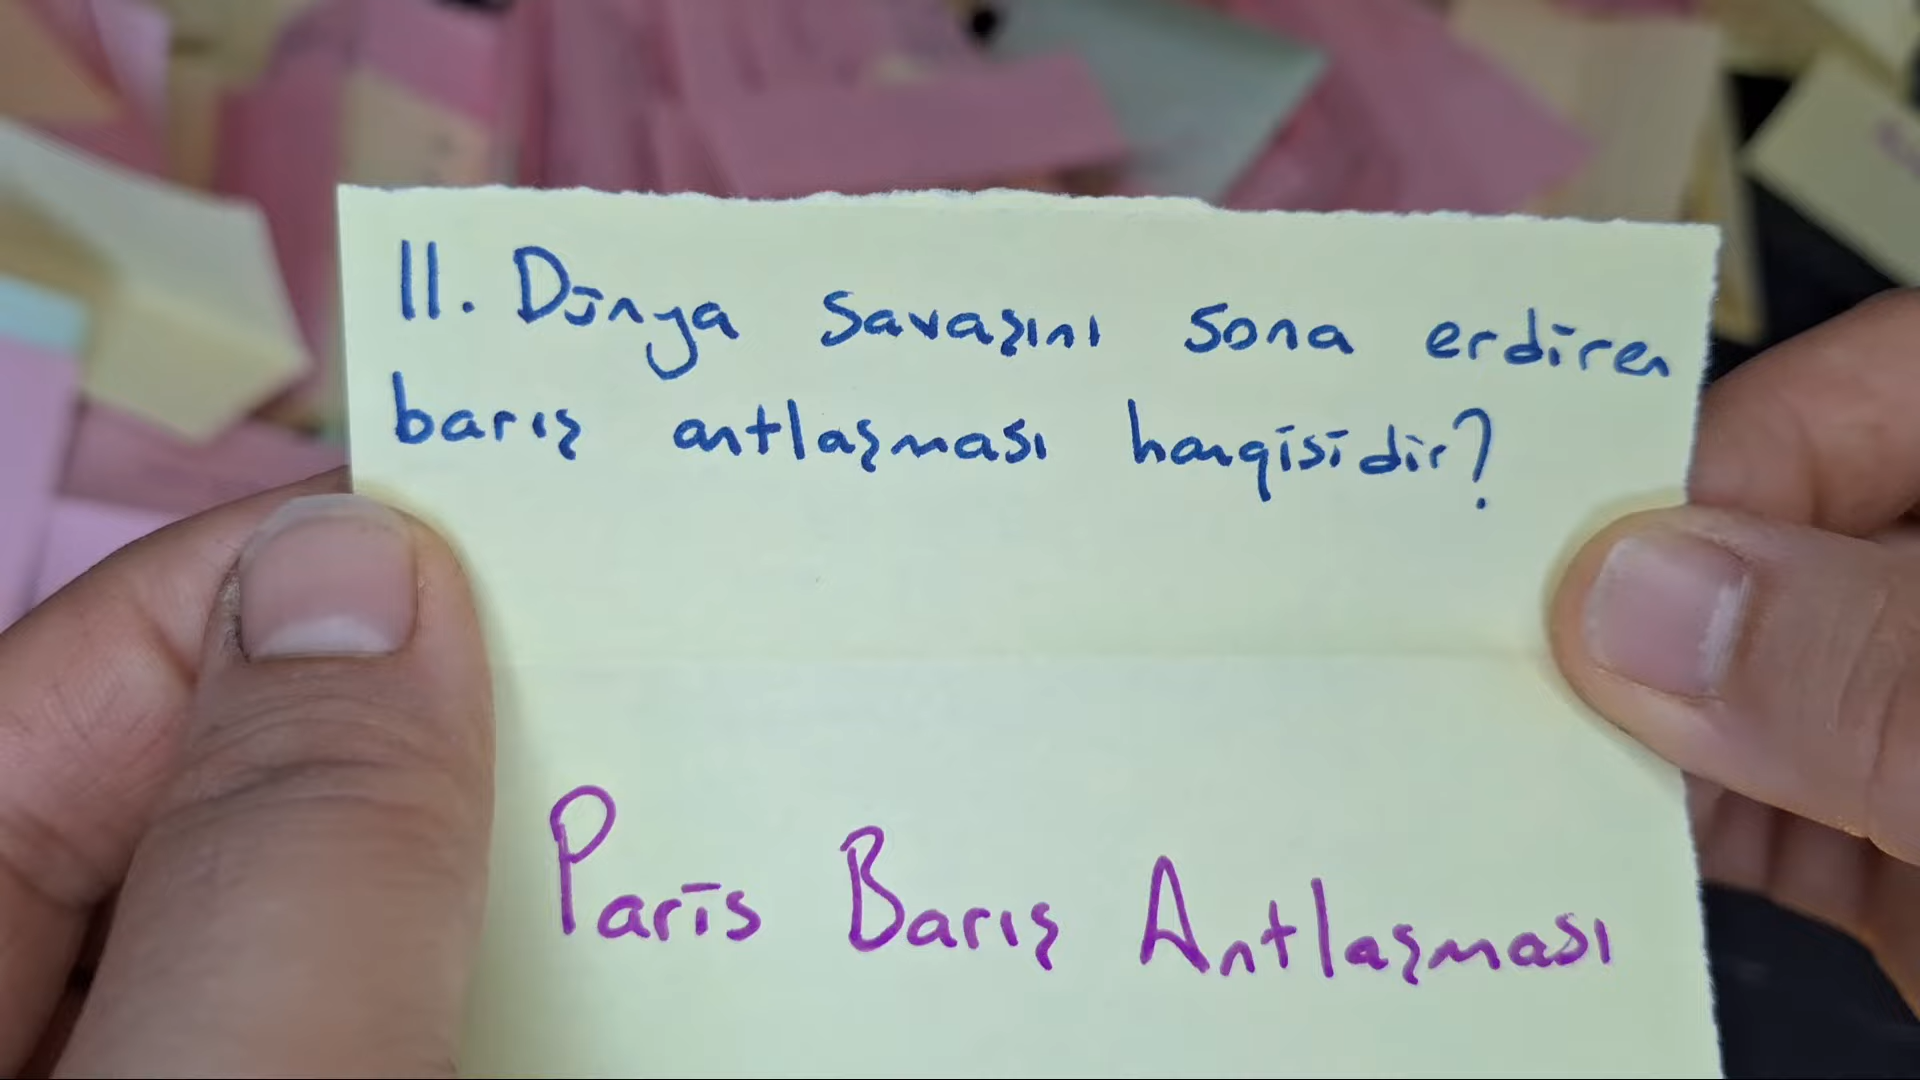 II. Dünya savaşını sona erdiren
barış antlaşması hangisidir?
Paris Barış Antlaşması